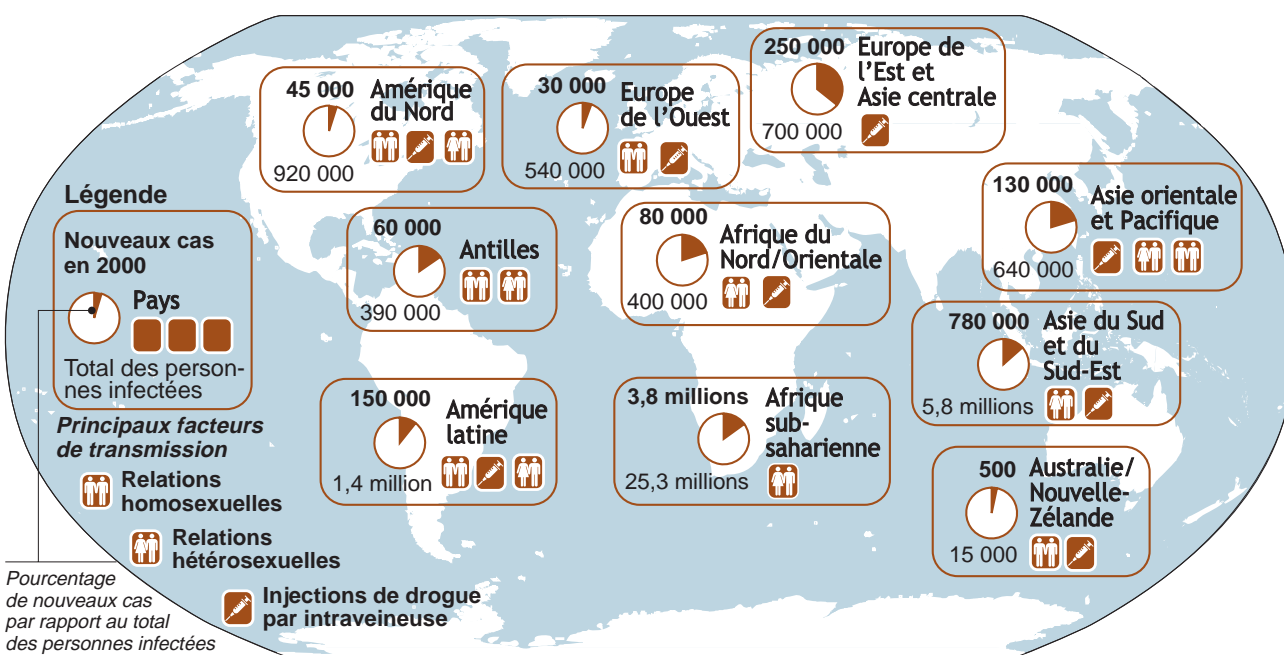 45 000
Amérique
du Nord
920 000
30 000
Europe
de l'Ouest
540 000
250 000
Europe de
l'Est et
Asie centrale
700 000
130 000
Asie orientale
et Pacifique
640 000
Légende
Nouveaux cas
en 2000
Pays
Total des person-
nes infectées
60 000
Antilles
390 000
80 000
Afrique du
Nord/Orientale
400 000
780 000
Asie du Sud
et du
Sud-Est
5,8 millions
150 000
Amérique
latine
1,4 million
3,8 millions
Afrique
sub-
saharienne
25,3 millions
500
Australie/
Nouvelle-
Zélande
15 000
Principaux facteurs
de transmission
Relations
homosexuelles
Relations
hétérosexuelles
Injections de drogue
par intraveineuse
Pourcentage
de nouveaux cas
par rapport au total
des personnes infectées